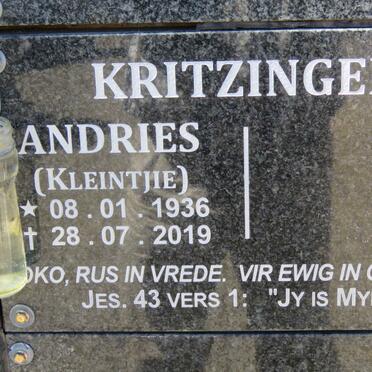 KRITZINGE
ANDRIES
(KLEINTJIE)
★ 08 . 01 . 1936
† 28 . 07 . 2019
OKO, RUS IN VREDE. VIR EWIG IN
JES. 43 VERS 1: "JY IS MY